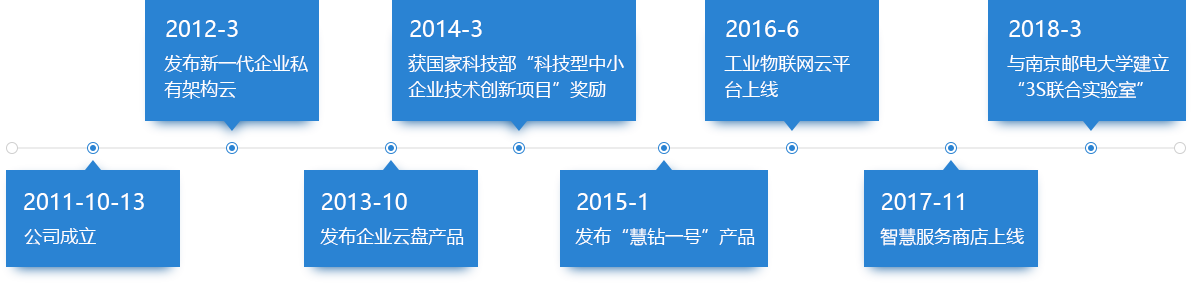 2012-3
发布新一代企业私
有架构云
2014-3
获国家科技部“科技型中小
企业技术创新项目”奖励
2016-6
工业物联网云平
台上线
2018-3
与南京邮电大学建立
“3S联合实验室”
2011-10-13
公司成立
2013-10
发布企业云盘产品
2015-1
发布“慧钻一号”产品
2017-11
智慧服务商店上线